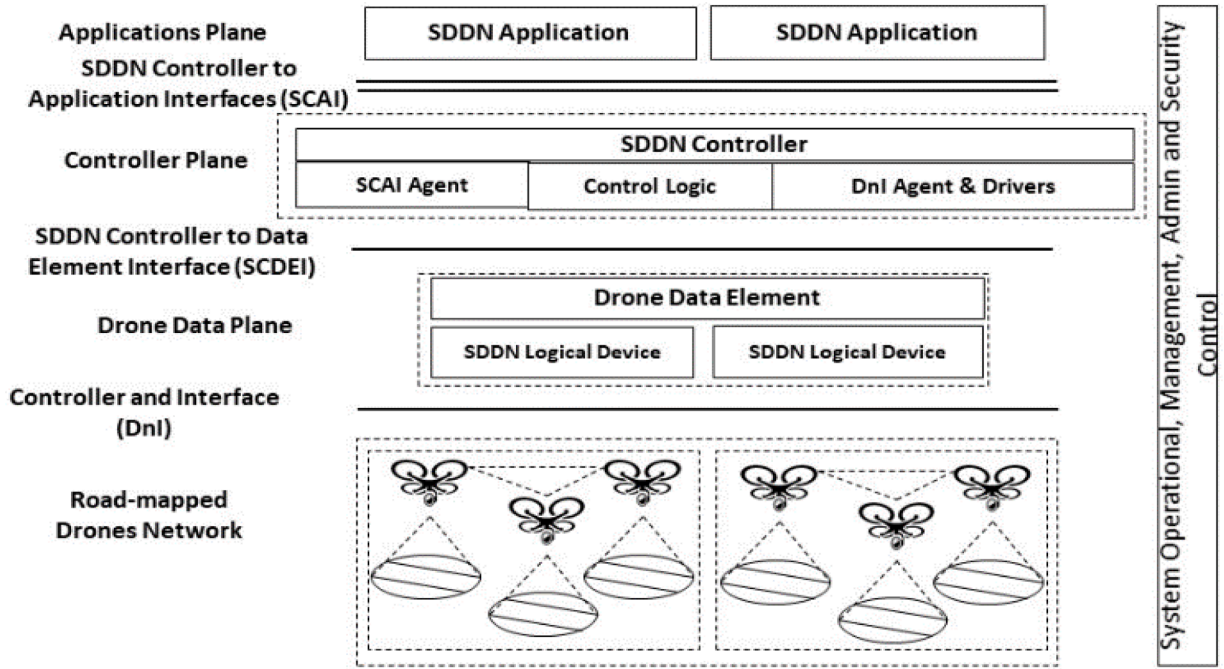 Applications Plane
SDDN Application
SDDN Application
SDDN Controller to
Application Interfaces (SCAI)
Controller Plane
SDDN Controller
SCAI Agent
Control Logic
DnI Agent & Drivers
SDDN Controller to Data
Element Interface (SCDEI)
Drone Data Plane
Drone Data Element
SDDN Logical Device
SDDN Logical Device
Controller and Interface
(DnI)
Road-mapped
Drones Network
System Operational, Management, Admin and Security
Control